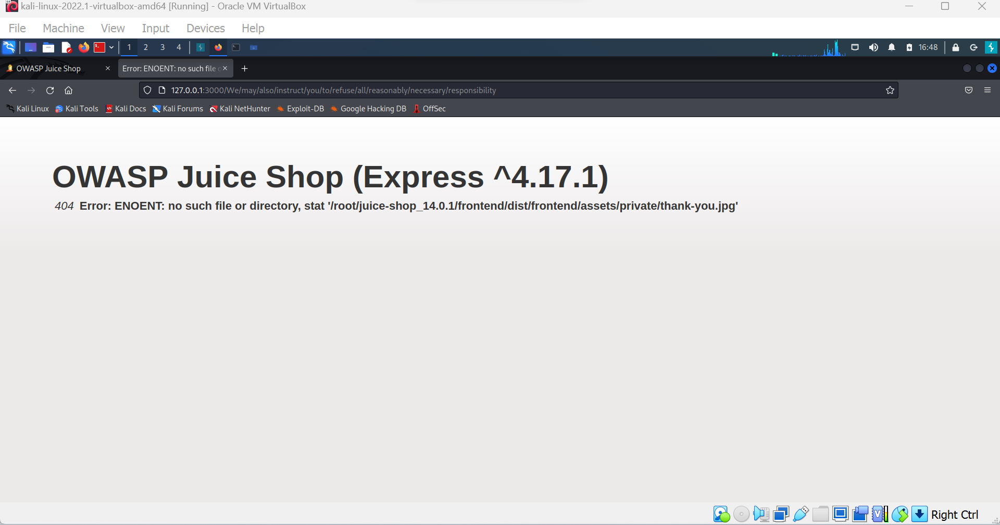 kali-linux-2022.1-virtualbox-amd64 [Running] - Oracle VM VirtualBox
File Machine View Input Devices Help
1 2 3 4 16:48
OWASP Juice Shop Error: ENOENT: no such file
127.0.0.1:3000/We/may/also/instruct/you/to/refuse/all/reasonably/necessary/responsibility
Kali Linux Kali Tools Kali Docs Kali Forums Kali NetHunter Exploit-DB Google Hacking DB OffSec
OWASP Juice Shop (Express ^4.17.1)
404 Error: ENOENT: no such file or directory, stat '/root/juice-shop_14.0.1/frontend/dist/frontend/assets/private/thank-you.jpg'
Right Ctrl